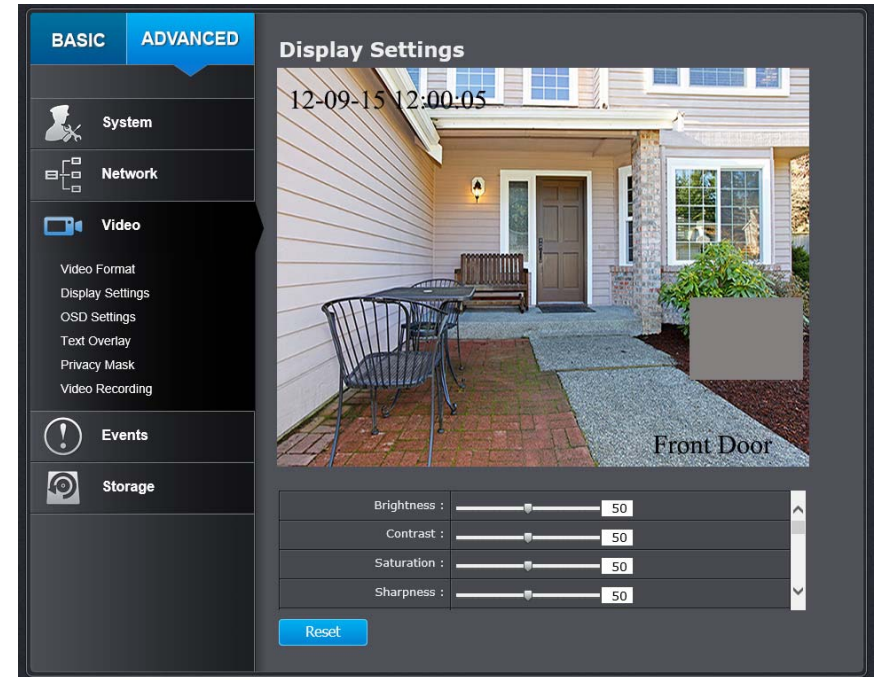 BASIC
ADVANCED
System
Network
Video
Video Format
Display Settings
OSD Settings
Text Overlay
Privacy Mask
Video Recording
Events
Storage
Display Settings
12-09-15 12:00:05
Front Door
Brightness : 50
Contrast : 50
Saturation : 50
Sharpness : 50
Reset